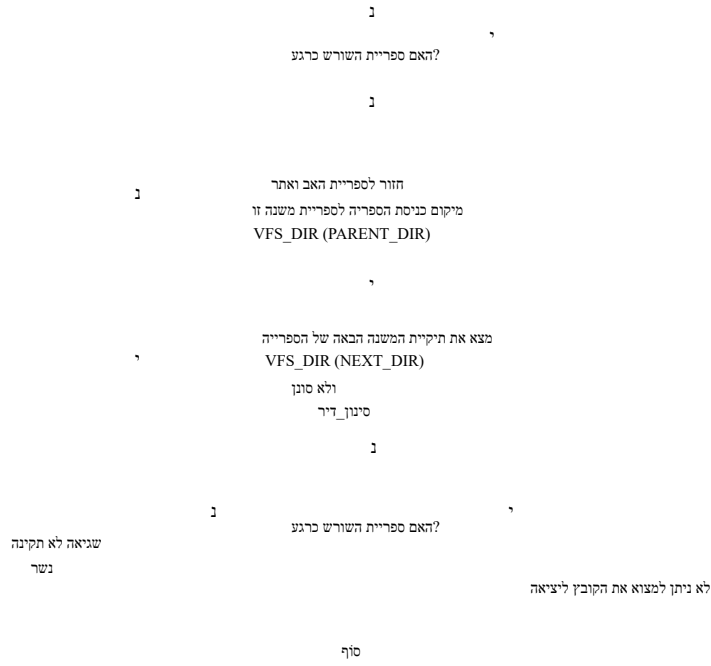 נ
י
האם ספריית השורש כרגע?
נ
חזור לספריית האב ואתר
נ
מיקום כניסת הספריה לספריית משנה זו
VFS_DIR (PARENT_DIR)
י
מצא את תיקיית המשנה הבאה של הספרייה
י
VFS_DIR (NEXT_DIR)
ולא סונן
סינון_דיר
נ
נ
י
האם ספריית השורש כרגע?
שגיאה לא תקינה
נשר
לא ניתן למצוא את הקובץ ליציאה
סוֹף